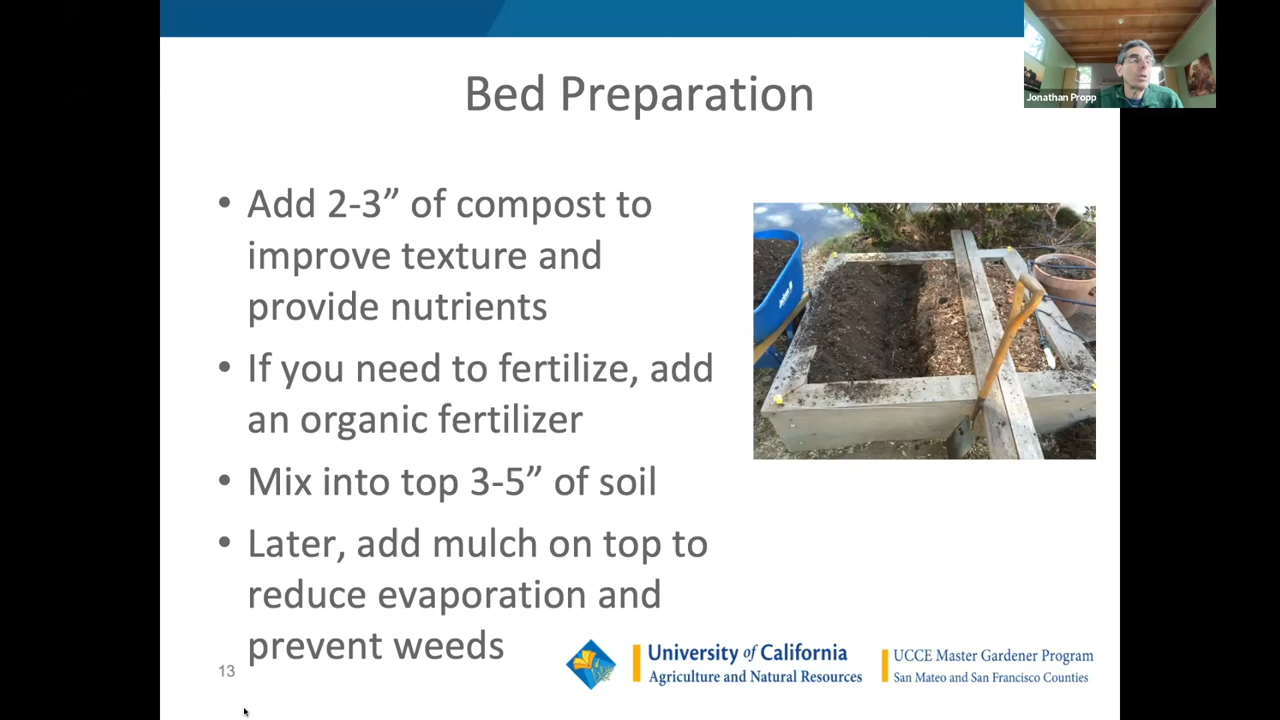 Bed Preparation
Jonathan Propp
• Add 2-3” of compost to
improve texture and
provide nutrients
• If you need to fertilize, add
an organic fertilizer
• Mix into top 3-5” of soil
• Later, add mulch on top to
reduce evaporation and
prevent weeds
13
University of California
Agriculture and Natural Resources
UCCE Master Gardener Program
San Mateo and San Francisco Counties